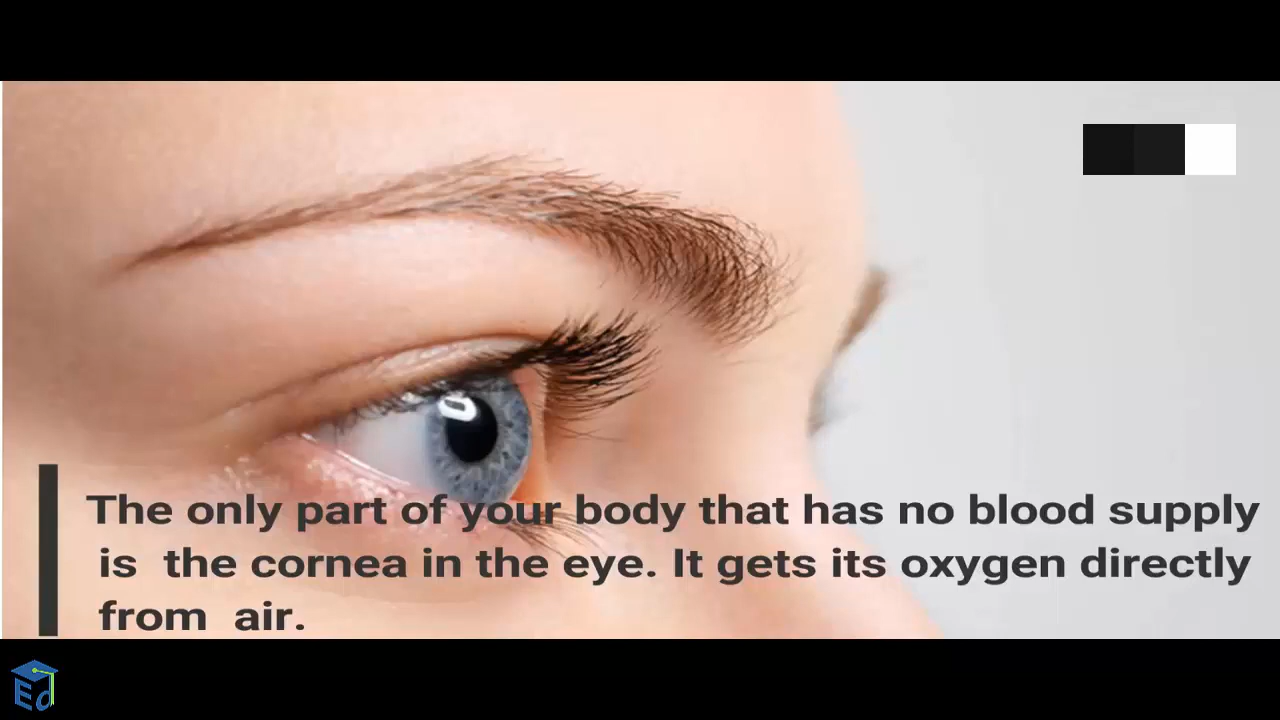 The only part of your body that has no blood supply
is the cornea in the eye. It gets its oxygen directly
from air.
Ed